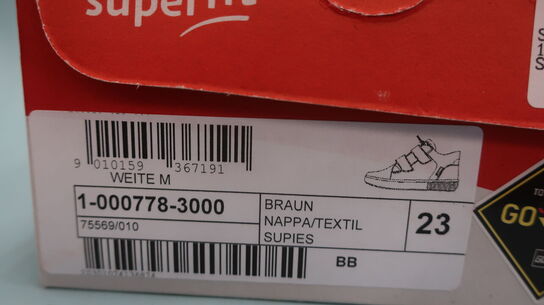 superfit
9 010159 367191
WEITE M
1-000778-3000
75569/010
BRAUN
NAPPA/TEXTIL
SUPIES
23
BB
GO